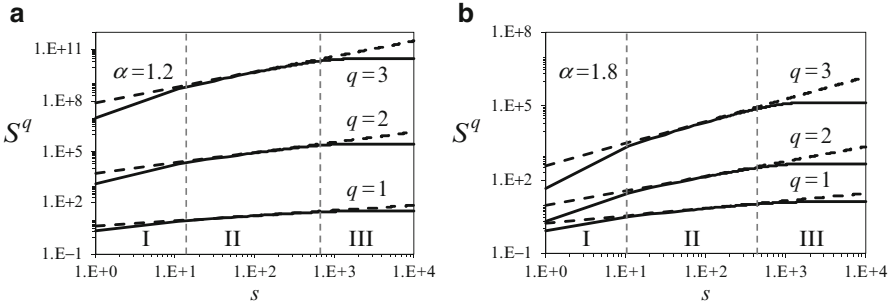 a
1.E+11
1.E+8
1.E+5
1.E+2
1.E−1
S^q
α=1.2
q=3
q=2
q=1
I II III
1.E+0 1.E+1 1.E+2 1.E+3 1.E+4
s
b
1.E+8
1.E+5
1.E+2
1.E−1
S^q
α=1.8
q=3
q=2
q=1
I II III
1.E+0 1.E+1 1.E+2 1.E+3 1.E+4
s